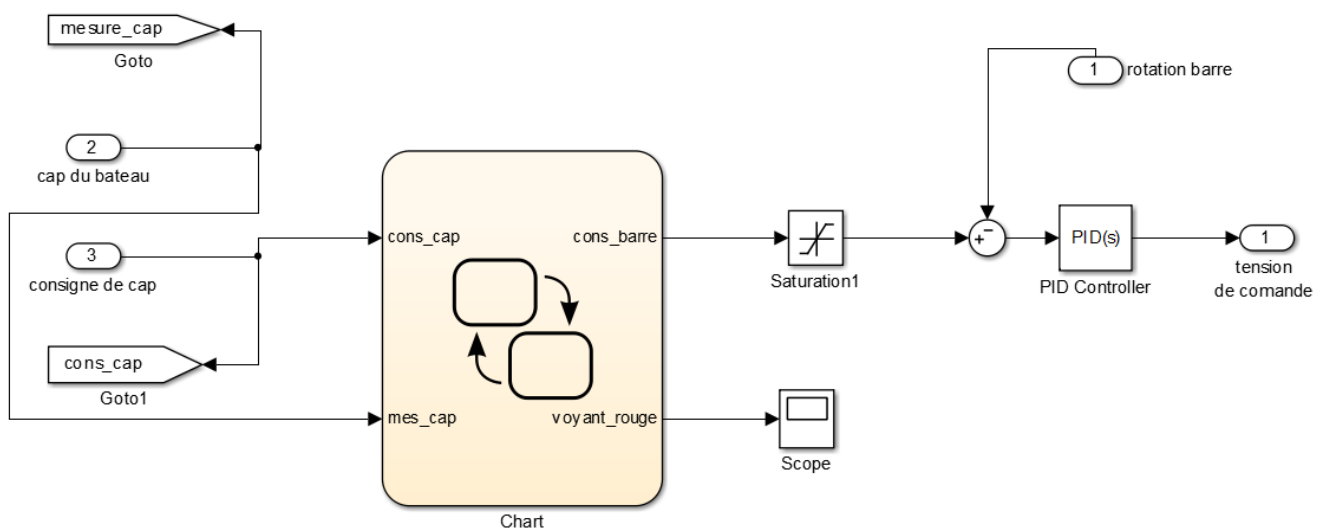 mesure_cap
Goto
2
cap du bateau
3
consigne de cap
cons_cap
Goto1
cons_cap
cons_barre
mes_cap
voyant_rouge
Chart
Saturation1
Scope
1
rotation barre
+
−
PID(s)
PID Controller
1
tension
de comande